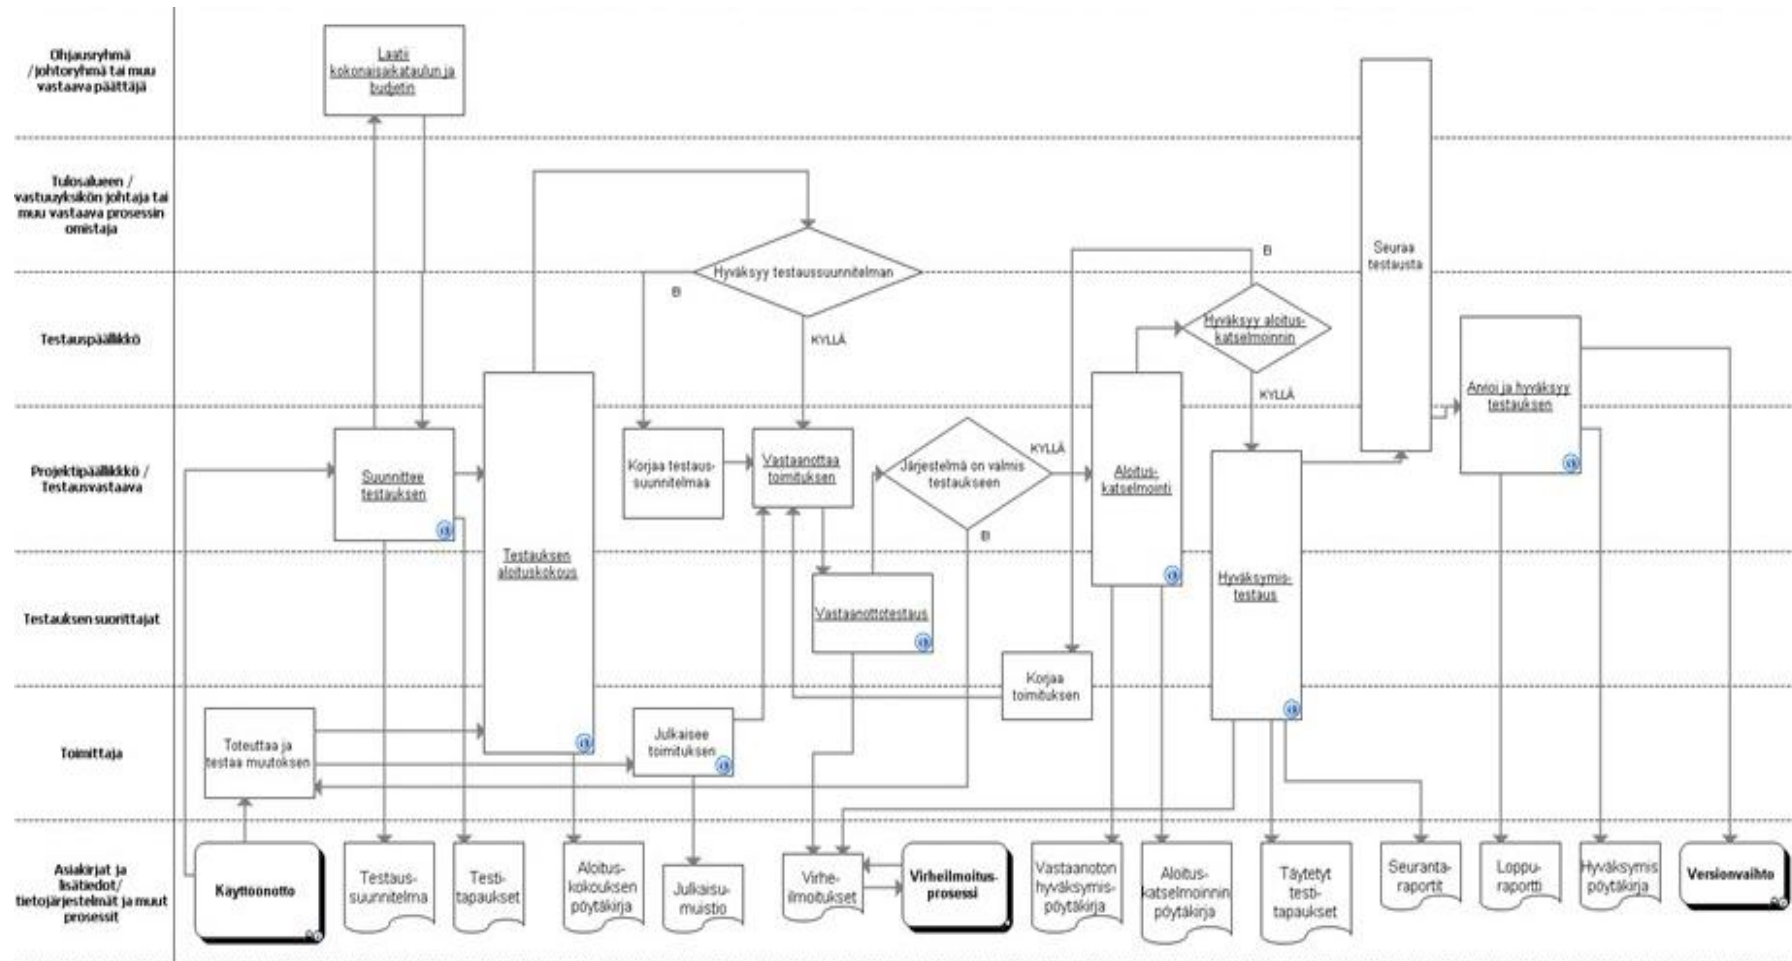 Ohjausryhmä
/johtoryhmä tai muu
vastaava päättäjä
Laatii
kokonaisaikataulun ja
budjetin
Tulosalueen /
vastuuyksikön johtaja tai
muu vastaava prosessin
omistaja
Hyväksyy testaussuunnitelman
EI
KYLLÄ
EI
Seuraa
testausta
Testauspäällikkö
Hyväksyy aloitus-
katselmoinnin
KYLLÄ
Arvioi ja hyväksyy
testauksen
Projektipäällikkkö /
Testausvastaava
Suunnittee
testauksen
Korjaa testaus-
suunnitelmaa
Vastaanottaa
toimituksen
Järjestelmä on valmis
testaukseen
KYLLÄ
EI
Aloitus-
katselmointi
Testauksen
aloituskokous
Hyväksymis-
testaus
Testauksen suorittajat
Vastaanottotestaus
Korjaa
toimituksen
Toimittaja
Toteuttaa ja
testaa muutoksen
Julkaisee
toimituksen
Asiakirjat ja
lisätiedot/
tietojärjestelmät ja muut
prosessit
Käyttöönotto
Testaus-
suunnitelma
Testi-
tapaukset
Aloitus-
kokouksen
pöytäkirja
Julkaisu-
muistio
Virhe-
ilmoitukset
Virheilmoitus-
prosessi
Vastaanoton
hyväksymis-
pöytäkirja
Aloitus-
katselmoinnin
pöytäkirja
Täytetyt
testi-
tapaukset
Seuranta-
raportit
Loppu-
raportti
Hyväksymis
pöytäkirja
Versionvaihto